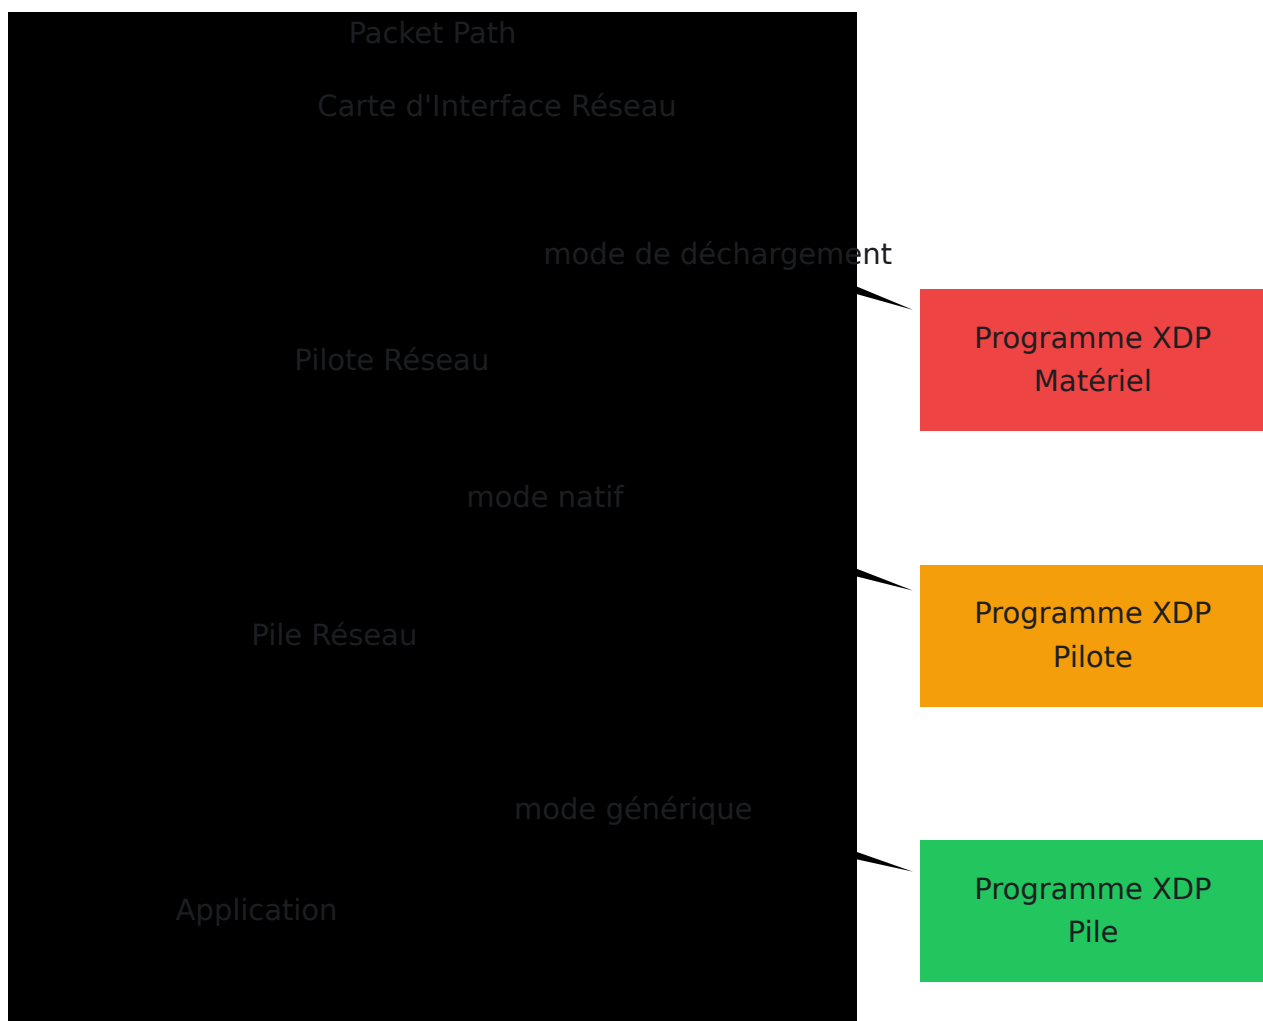 Packet Path
Carte d'Interface Réseau
mode de déchargement
Programme XDP
Matériel
Pilote Réseau
mode natif
Programme XDP
Pilote
Pile Réseau
mode générique
Programme XDP
Pile
Application